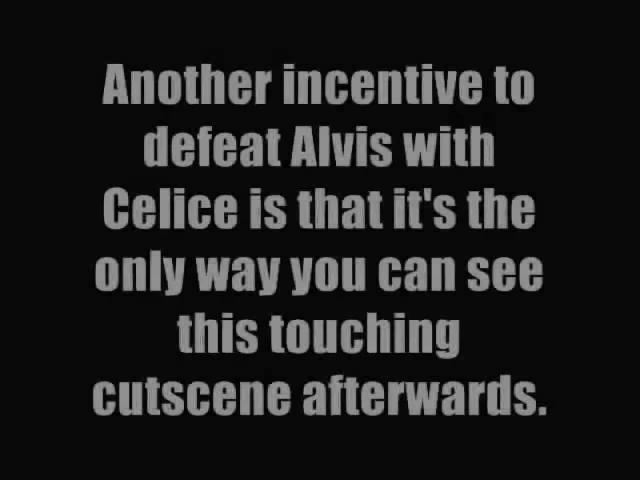 Another incentive to
defeat Alvis with
Celice is that it's the
only way you can see
this touching
cutscene afterwards.